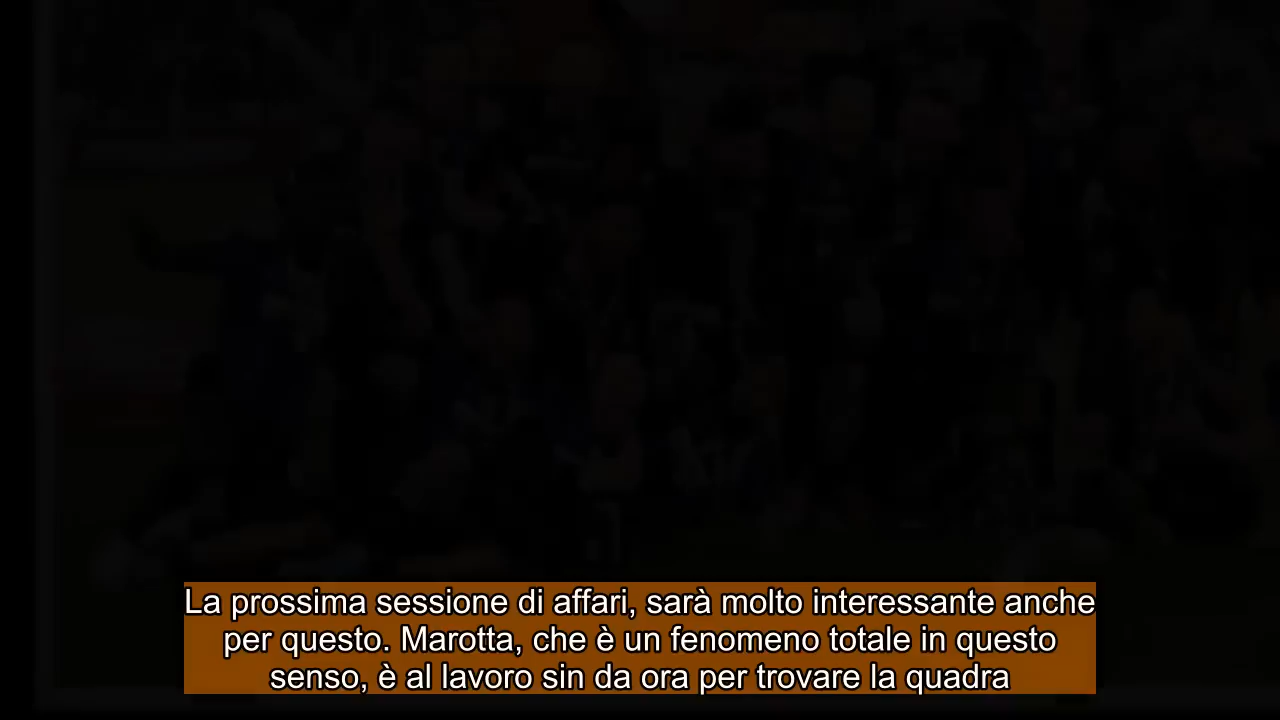 La prossima sessione di affari, sarà molto interessante anche
per questo. Marotta, che è un fenomeno totale in questo
senso, è al lavoro sin da ora per trovare la quadra